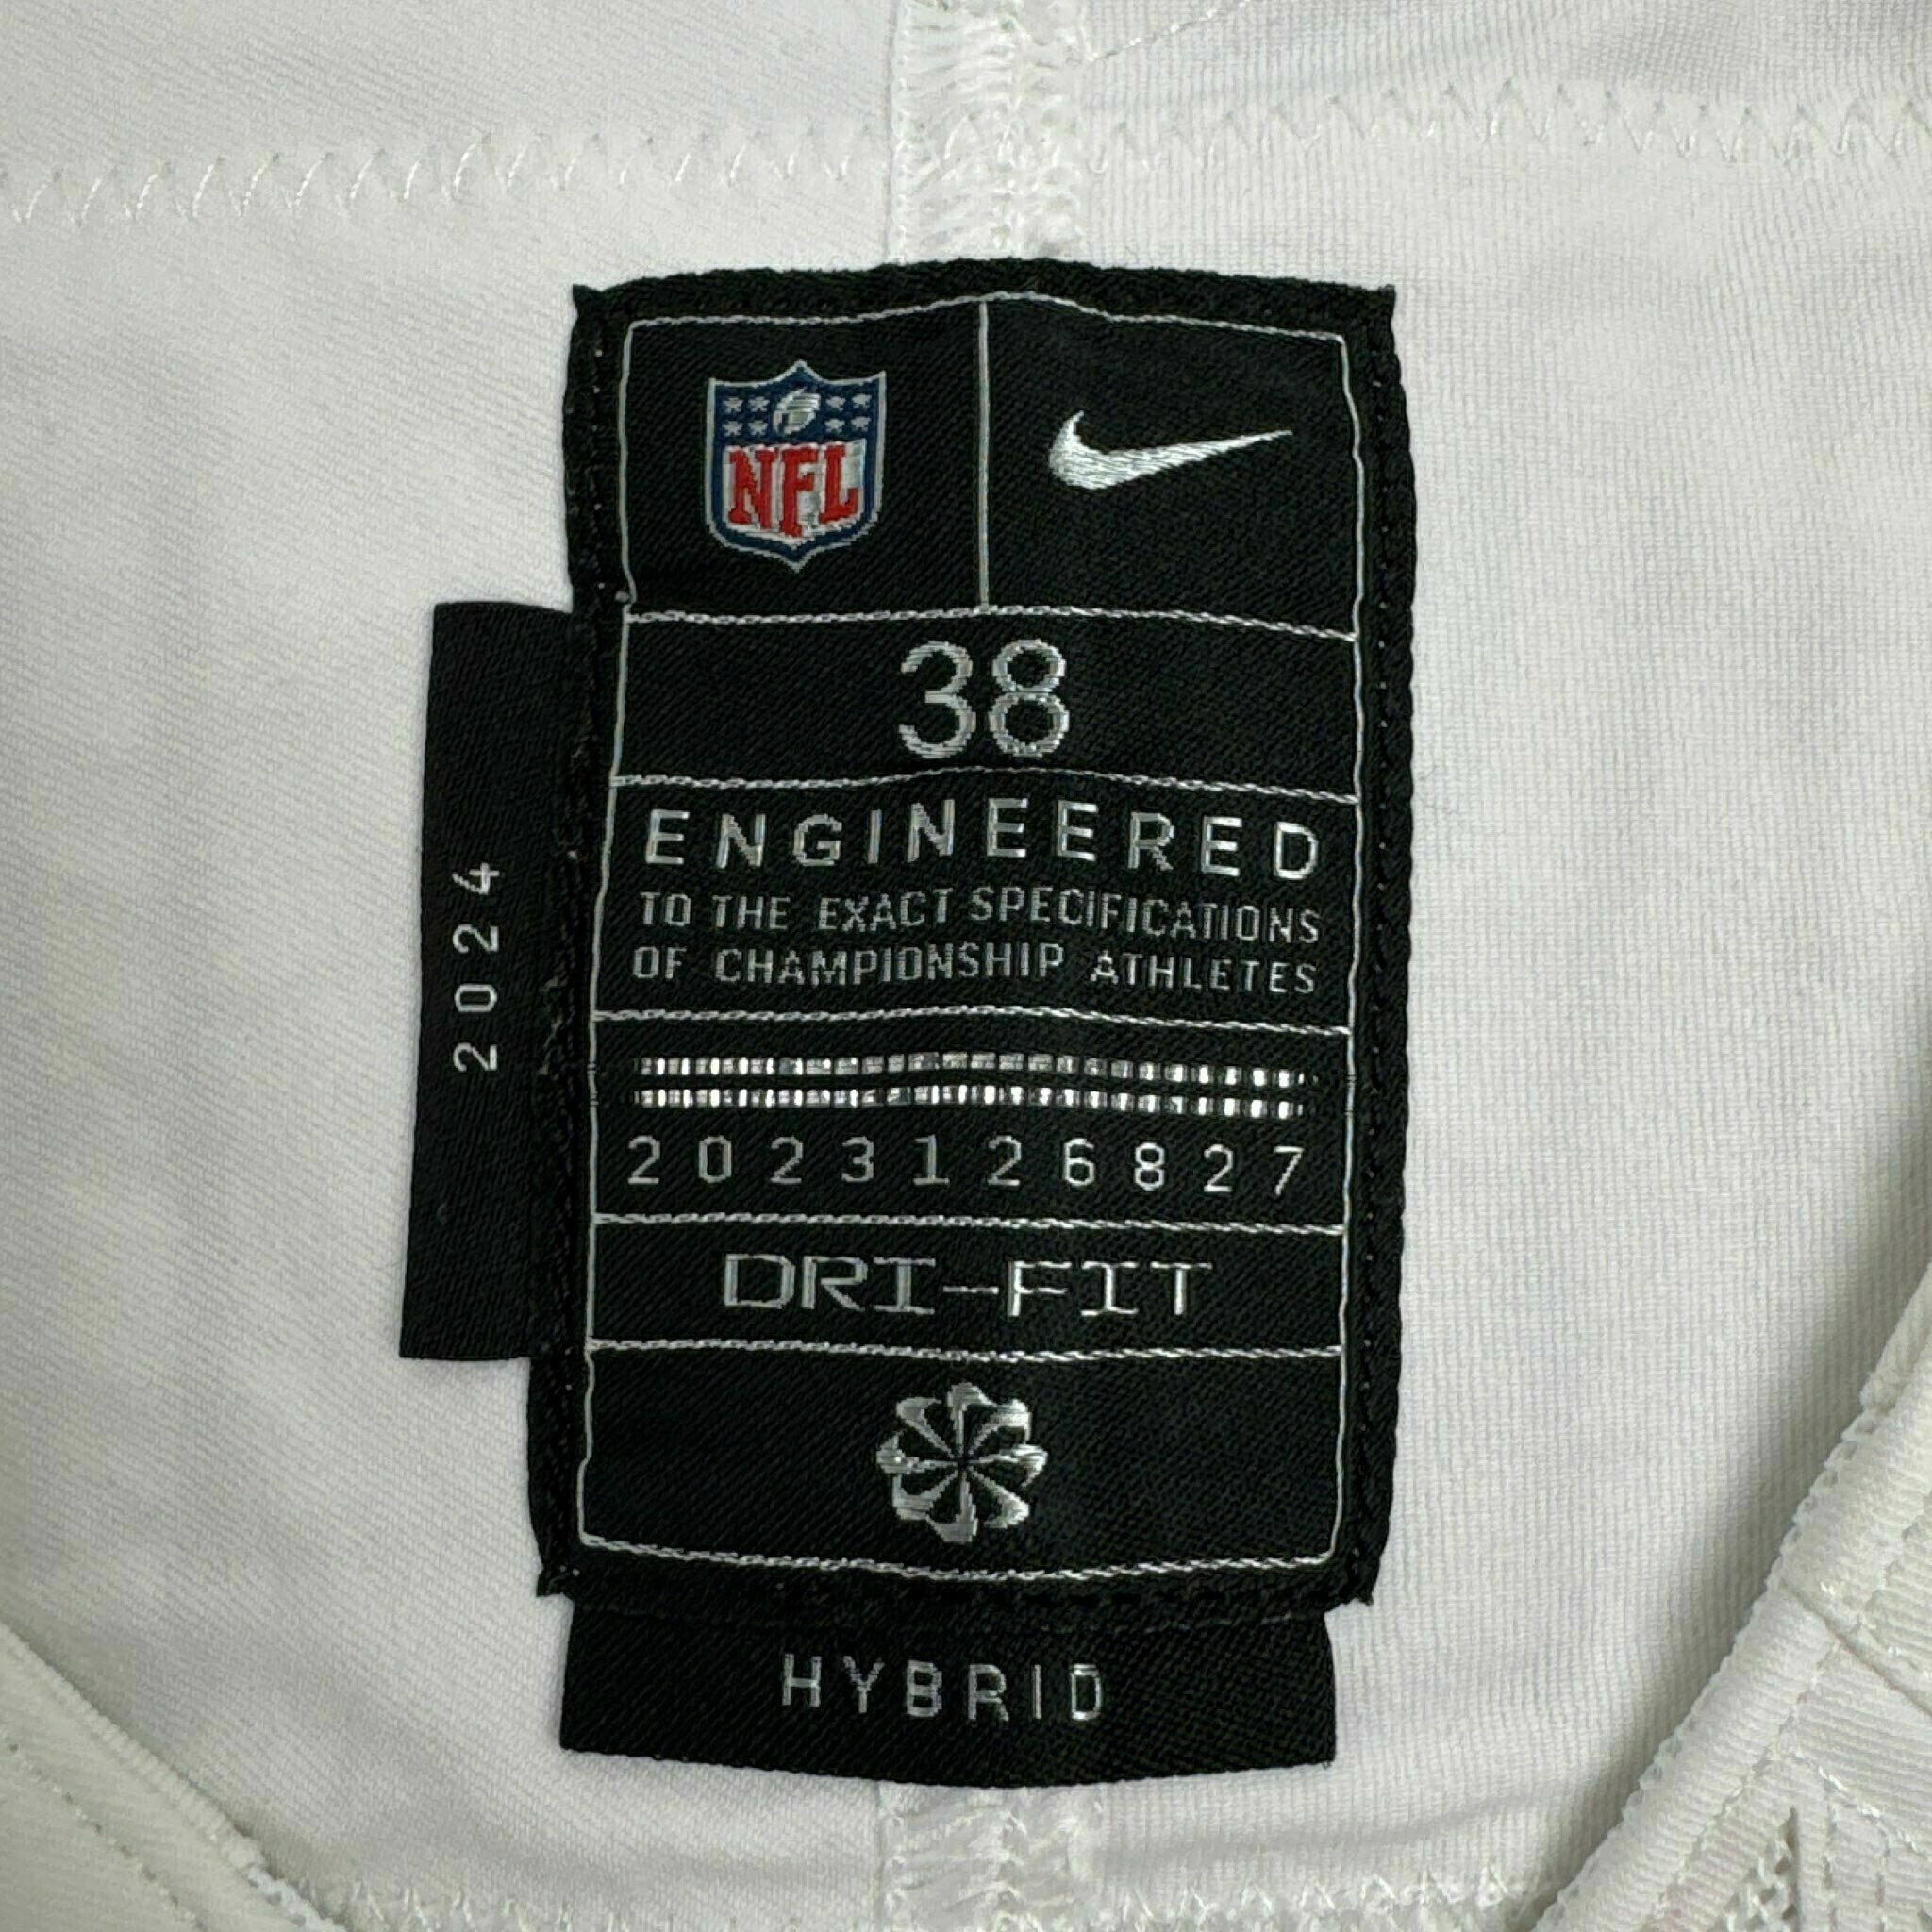 NFL
38
ENGINEERED
TO THE EXACT SPECIFICATIONS
OF CHAMPIONSHIP ATHLETES
2023126827
DRI-FIT
HYBRID
2024